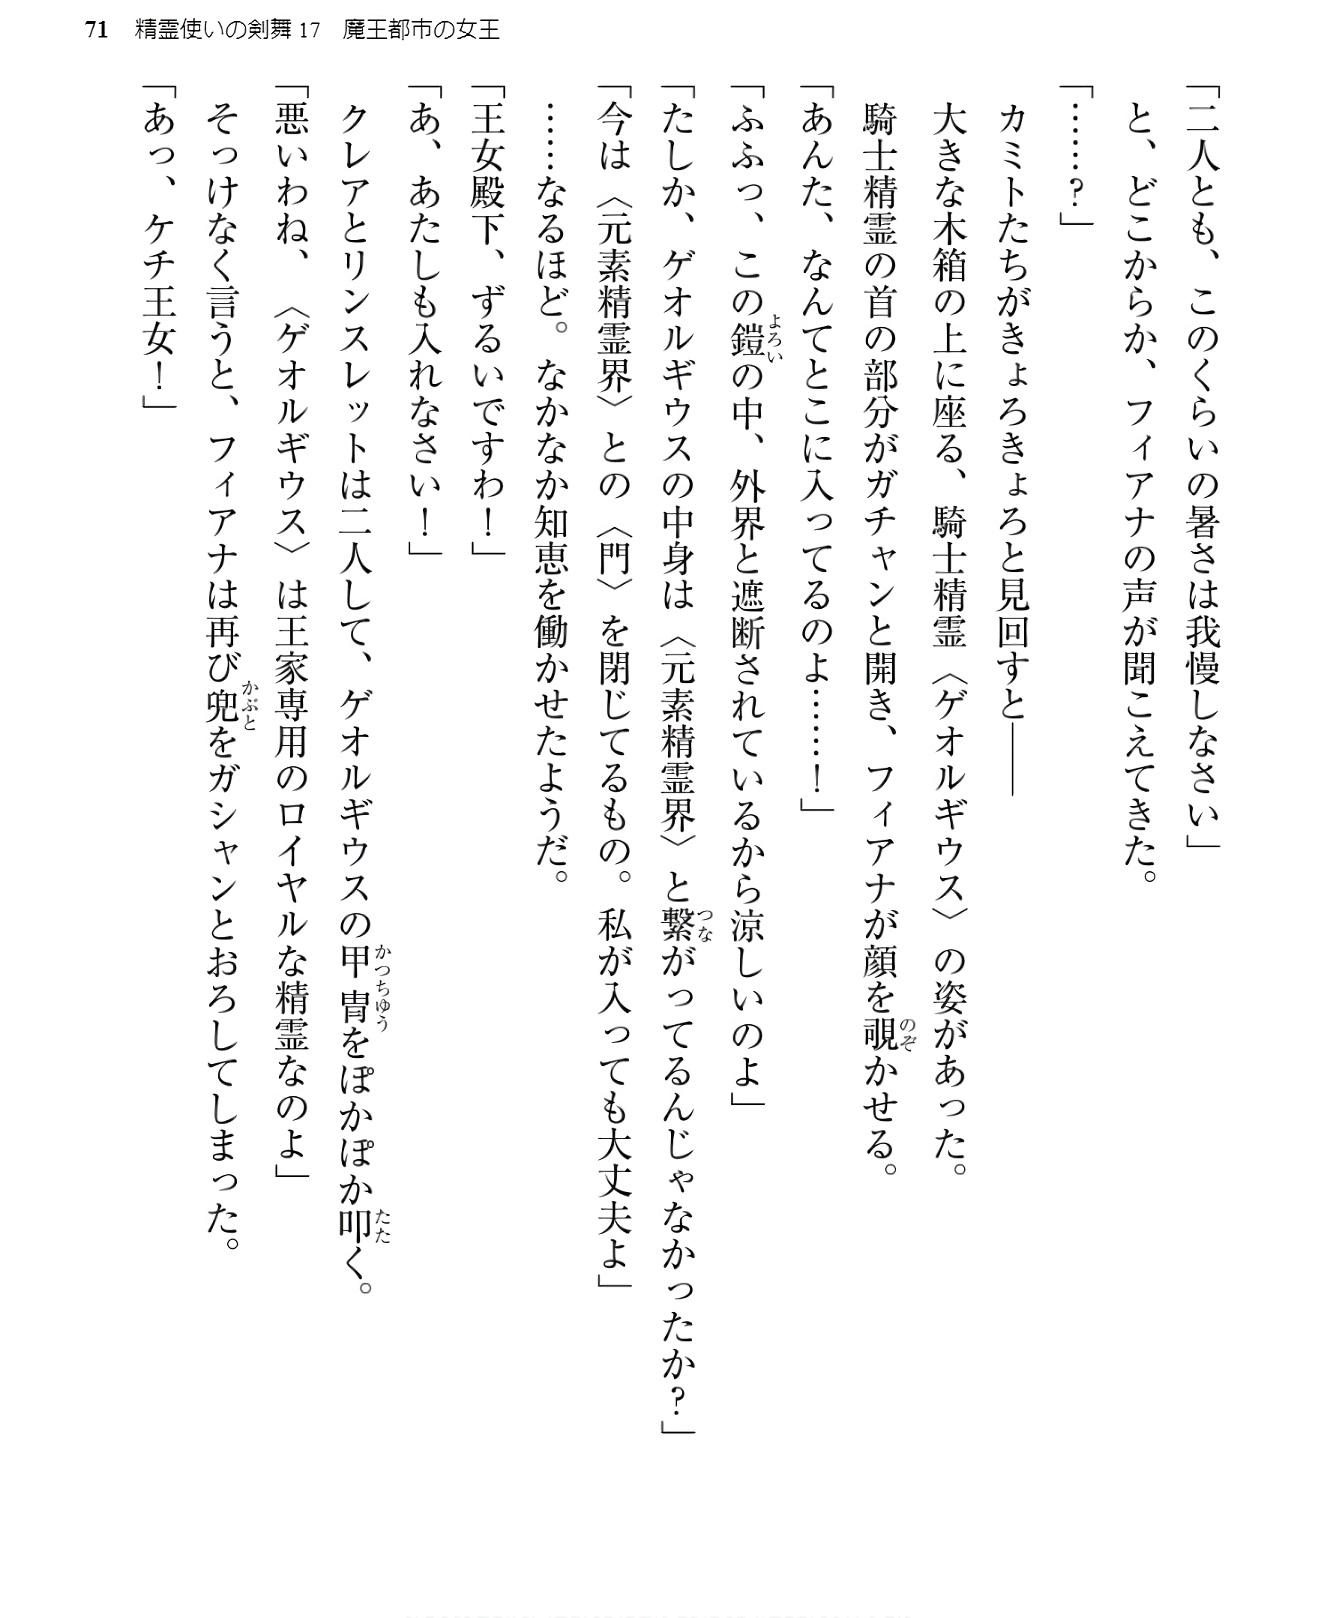 71 精霊使いの剣舞17 魔王都市の女王
「二人とも、このくらいの暑さは我慢しなさい」
と、どこからか、フィアナの声が聞こえてきた。
「……?」
カミトたちがきょろきょろと見回すと――
大きな木箱の上に座る、騎士精霊〈ゲオルギウス〉の姿があった。
騎士精霊の首の部分がガチャンと開き、フィアナが顔を覗かせる。
「あんた、なんてとこに入ってるのよ……!」
「ふふっ、この鎧の中、外界と遮断されているから涼しいのよ」
「たしか、ゲオルギウスの中身は〈元素精霊界〉と繋がってるんじゃなかったか?」
「今は〈元素精霊界〉との〈門〉を閉じてるもの。私が入っても大丈夫よ」
……なるほど。なかなか知恵を働かせたようだ。
「王女殿下、ずるいですわ!」
「あ、あたしも入れなさい!」
クレアとリンスレットは二人して、ゲオルギウスの甲冑をぽかぽか叩く。
「悪いわね、〈ゲオルギウス〉は王家専用のロイヤルな精霊なのよ」
そっけなく言うと、フィアナは再び兜をガシャンとおろしてしまった。
「あっ、ケチ王女!」